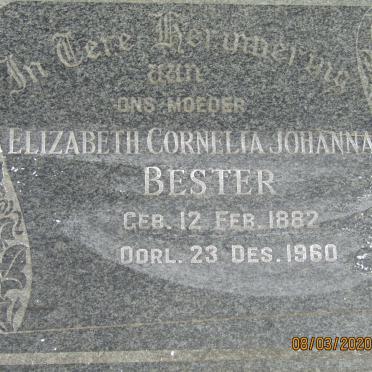 In Tere Herinnering
aan
ONS MOEDER
ELIZABETH CORNELIA JOHANNA
BESTER
GEB. 12 FEB. 1882
OORL. 23 DES. 1960
08/03/2020